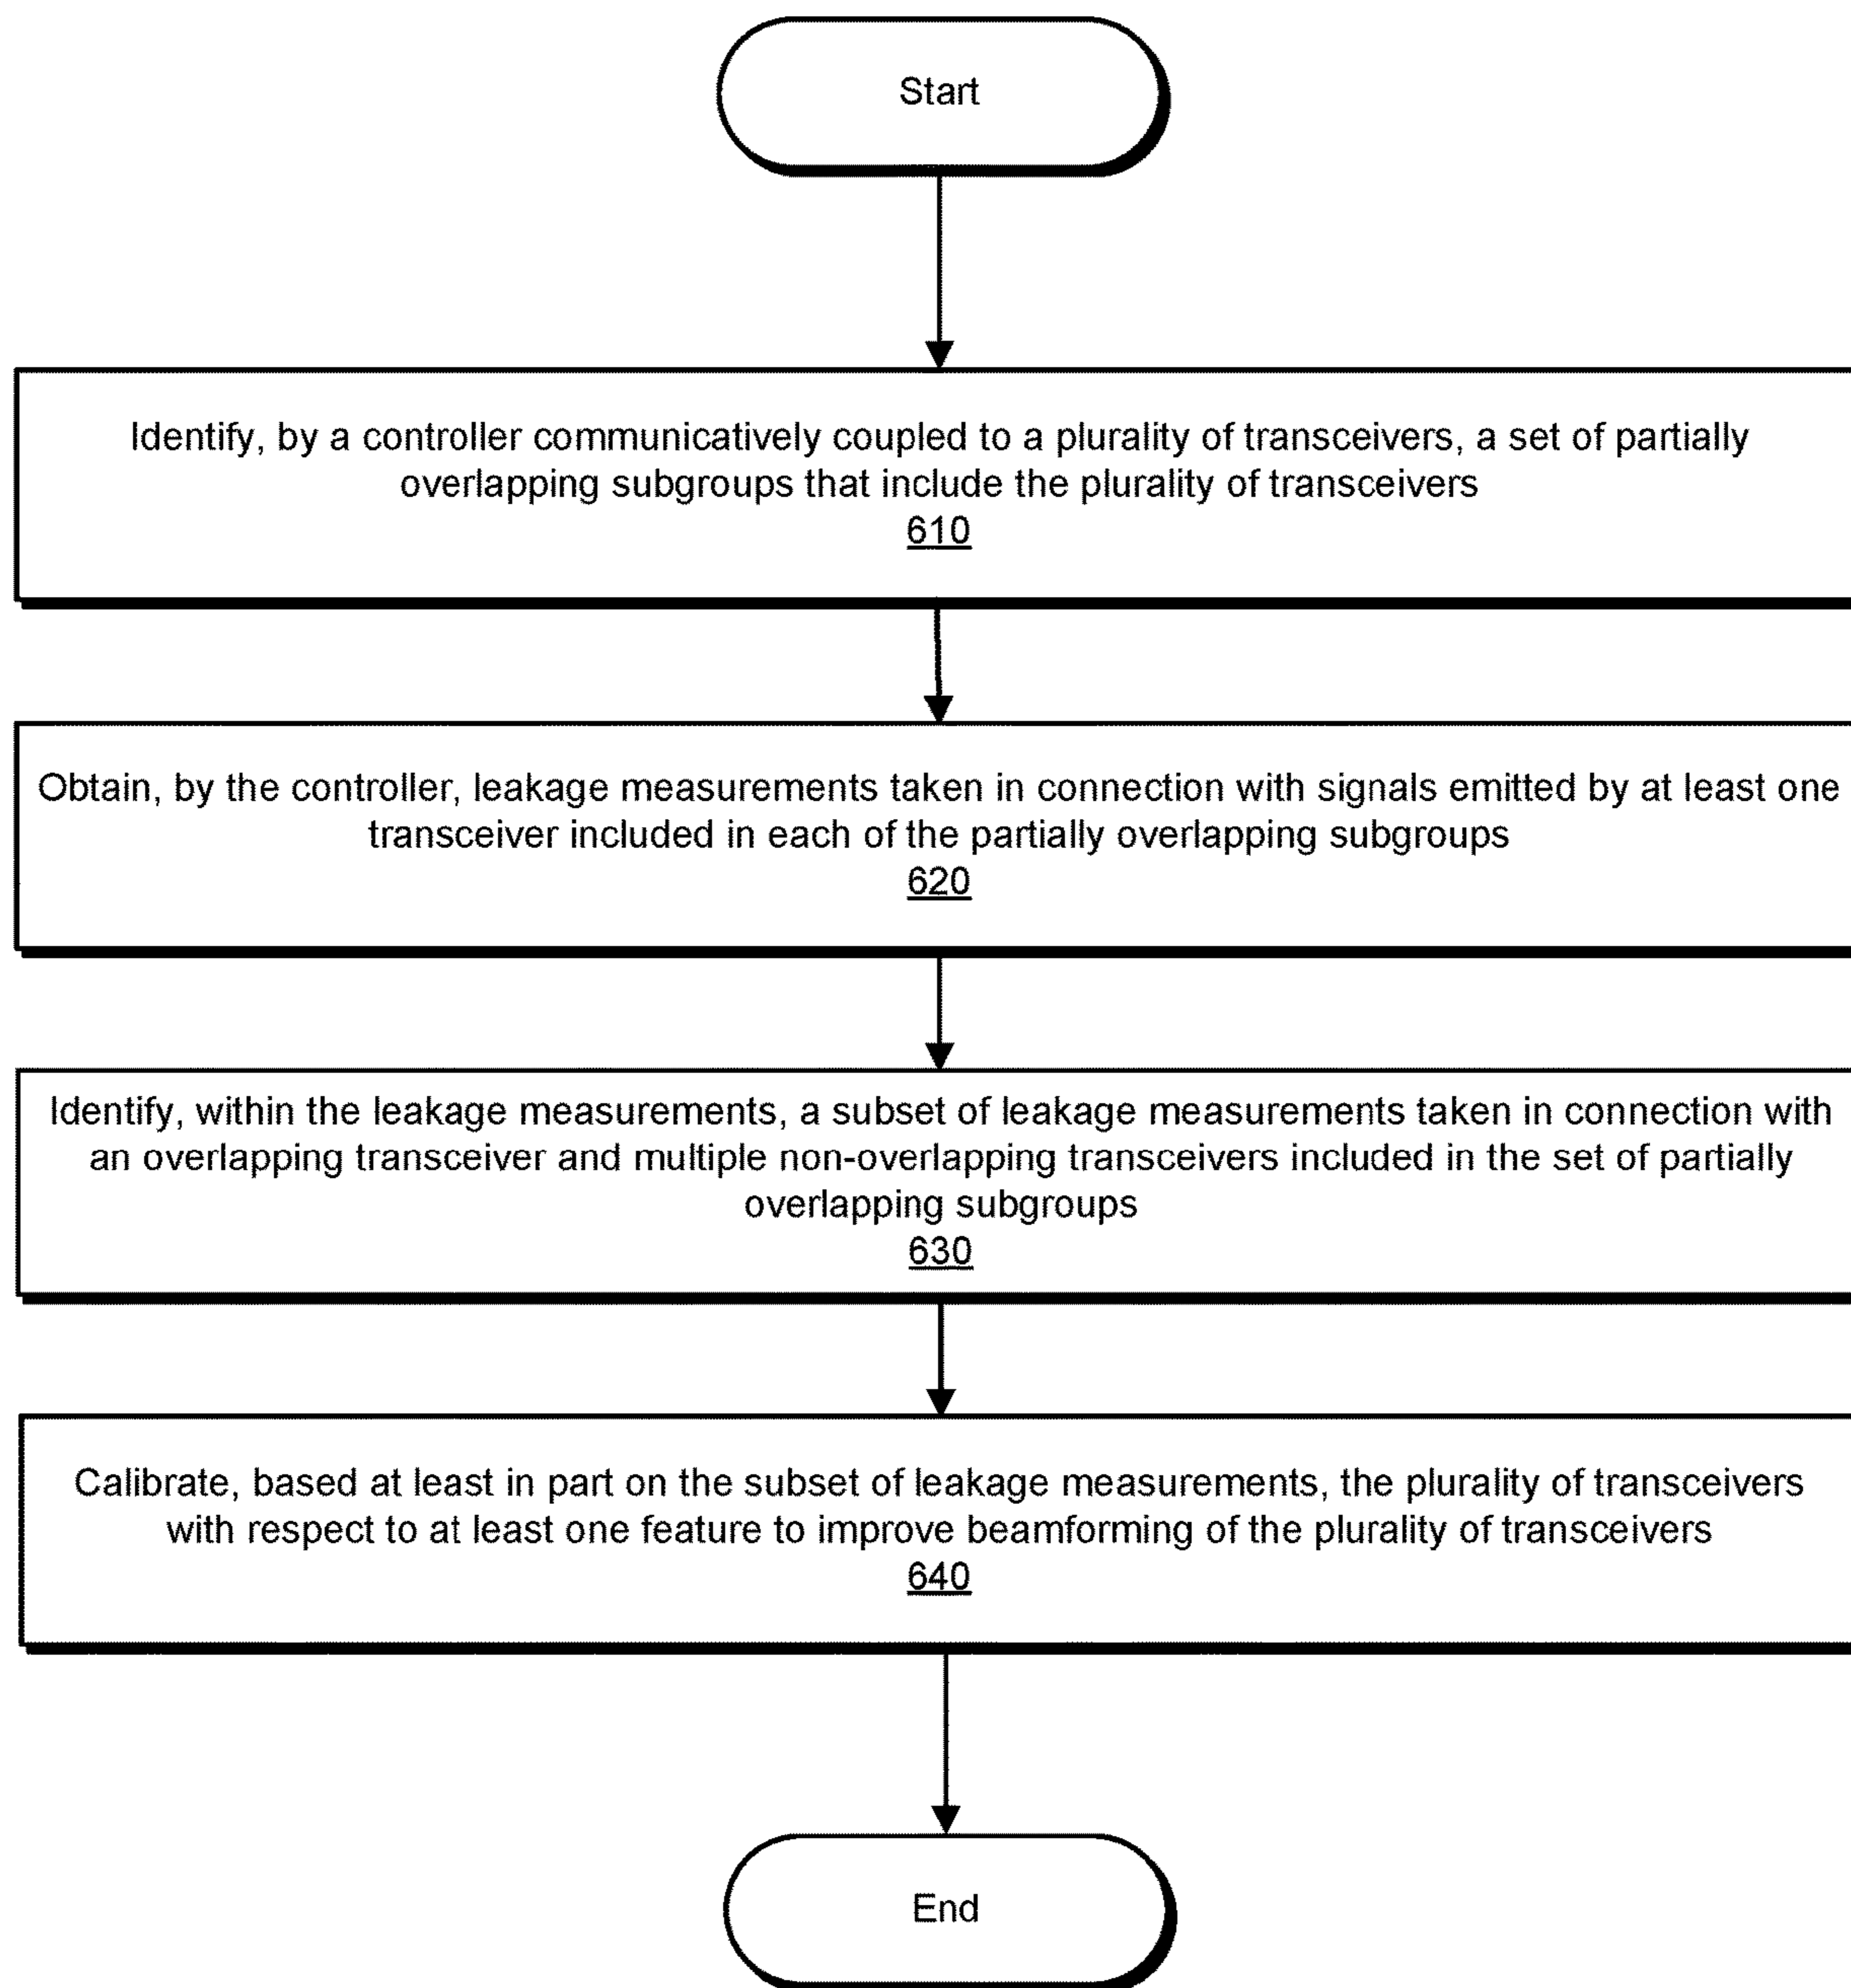 Start
Identify, by a controller communicatively coupled to a plurality of transceivers, a set of partially
overlapping subgroups that include the plurality of transceivers
610
Obtain, by the controller, leakage measurements taken in connection with signals emitted by at least one
transceiver included in each of the partially overlapping subgroups
620
Identify, within the leakage measurements, a subset of leakage measurements taken in connection with
an overlapping transceiver and multiple non-overlapping transceivers included in the set of partially
overlapping subgroups
630
Calibrate, based at least in part on the subset of leakage measurements, the plurality of transceivers
with respect to at least one feature to improve beamforming of the plurality of transceivers
640
End